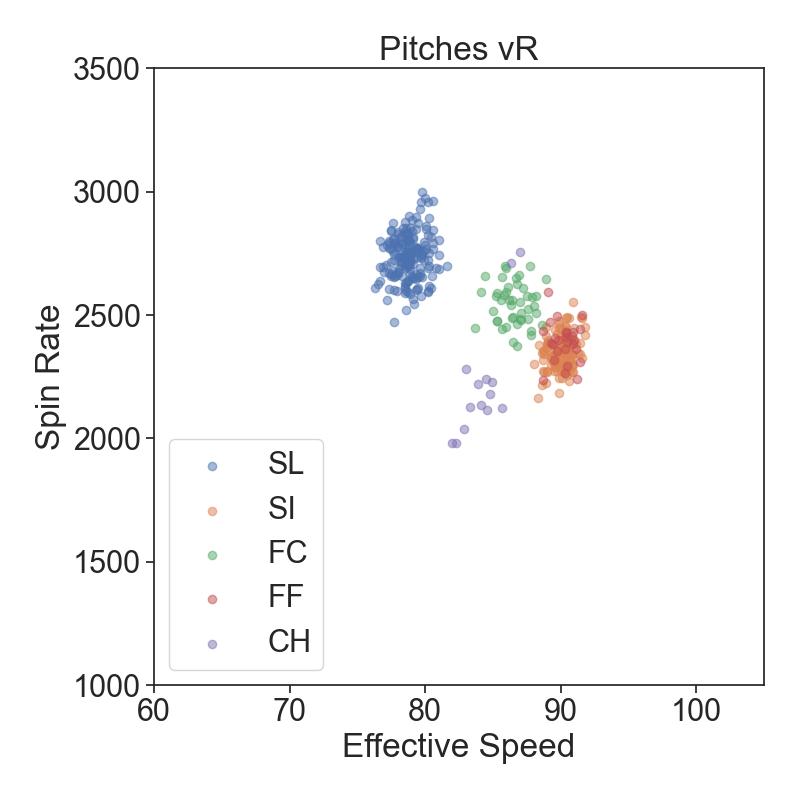 Pitches vR
3500
3000
2500
2000
1500
1000
Spin Rate
SL
SI
FC
FF
CH
60 70 80 90 100
Effective Speed